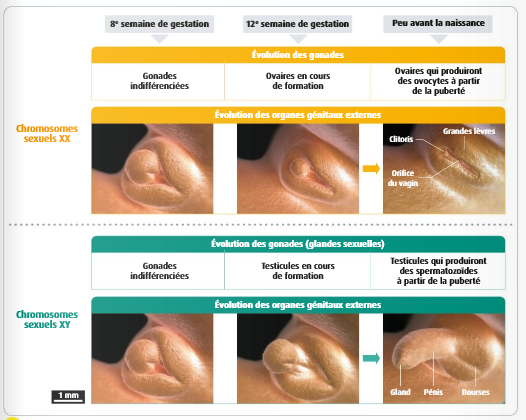 8e semaine de gestation
12e semaine de gestation
Peu avant la naissance
Évolution des gonades
Gonades
indifférenciées
Ovaires en cours
de formation
Ovaires qui produiront
des ovocytes à partir
de la puberté
Évolution des organes génitaux externes
Chromosomes
sexuels XX
Clitoris
Grandes lèvres
Orifice
du vagin
Évolution des gonades (glandes sexuelles)
Gonades
indifférenciées
Testicules en cours
de formation
Testicules qui produiront
des spermatozoïdes
à partir de la puberté
Évolution des organes génitaux externes
Chromosomes
sexuels XY
1 mm
Gland
Pénis
Bourses